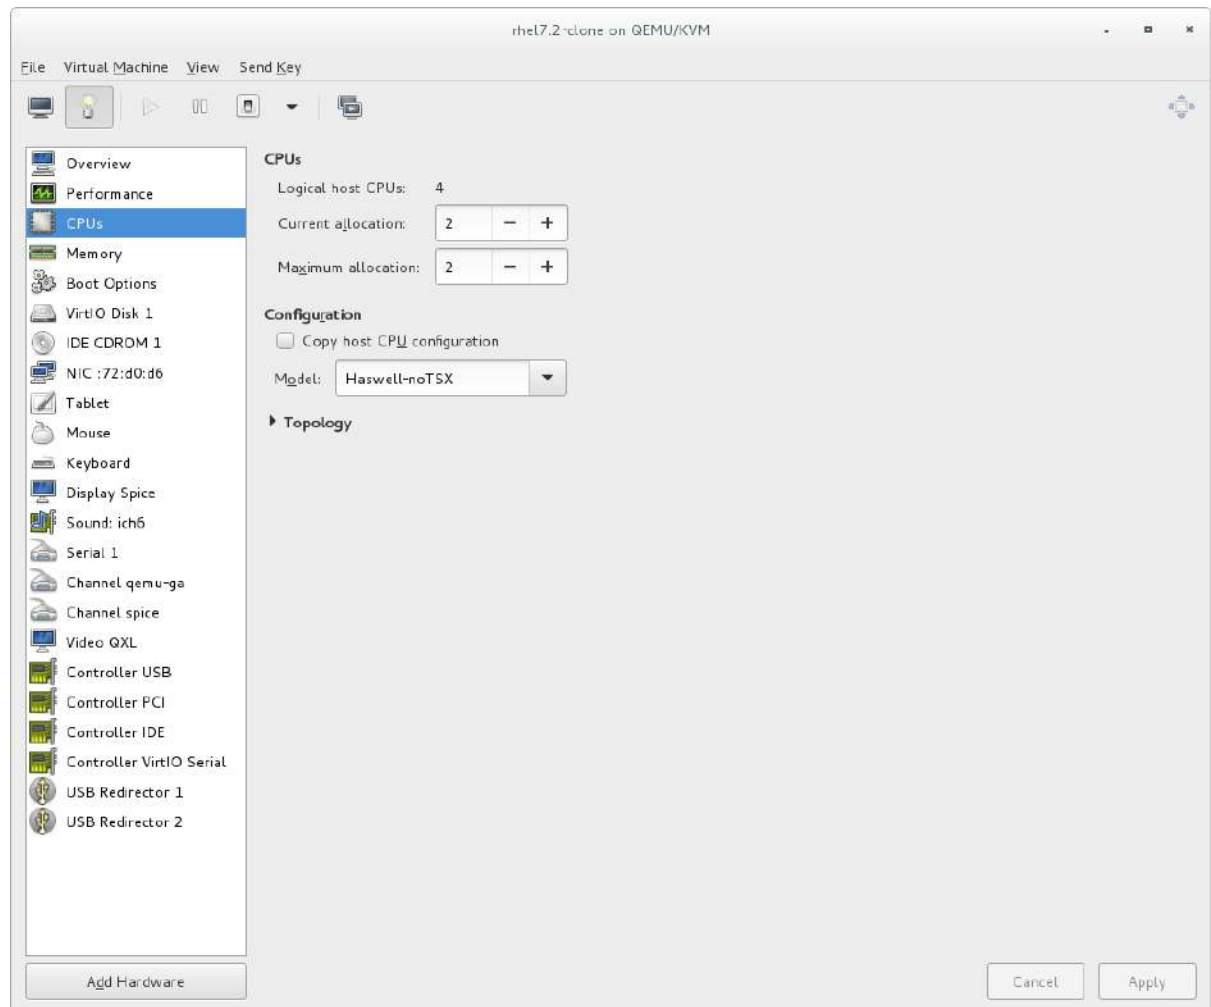 rhel7.2-clone on QEMU/KVM
File Virtual Machine View Send Key
Overview
Performance
CPUs
Memory
Boot Options
VirtIO Disk 1
IDE CDROM 1
NIC :72:d0:d6
Tablet
Mouse
Keyboard
Display Spice
Sound: ich6
Serial 1
Channel qemu-ga
Channel spice
Video QXL
Controller USB
Controller PCI
Controller IDE
Controller VirtIO Serial
USB Redirector 1
USB Redirector 2
Add Hardware
CPUs
Logical host CPUs: 4
Current allocation: 2 − +
Maximum allocation: 2 − +
Configuration
Copy host CPU configuration
Model: Haswell-noTSX
Topology
Cancel Apply